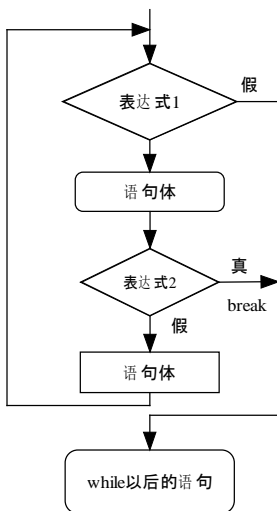 表达式1
假
语句体
表达式2
真
break
假
语句体
while以后的语句